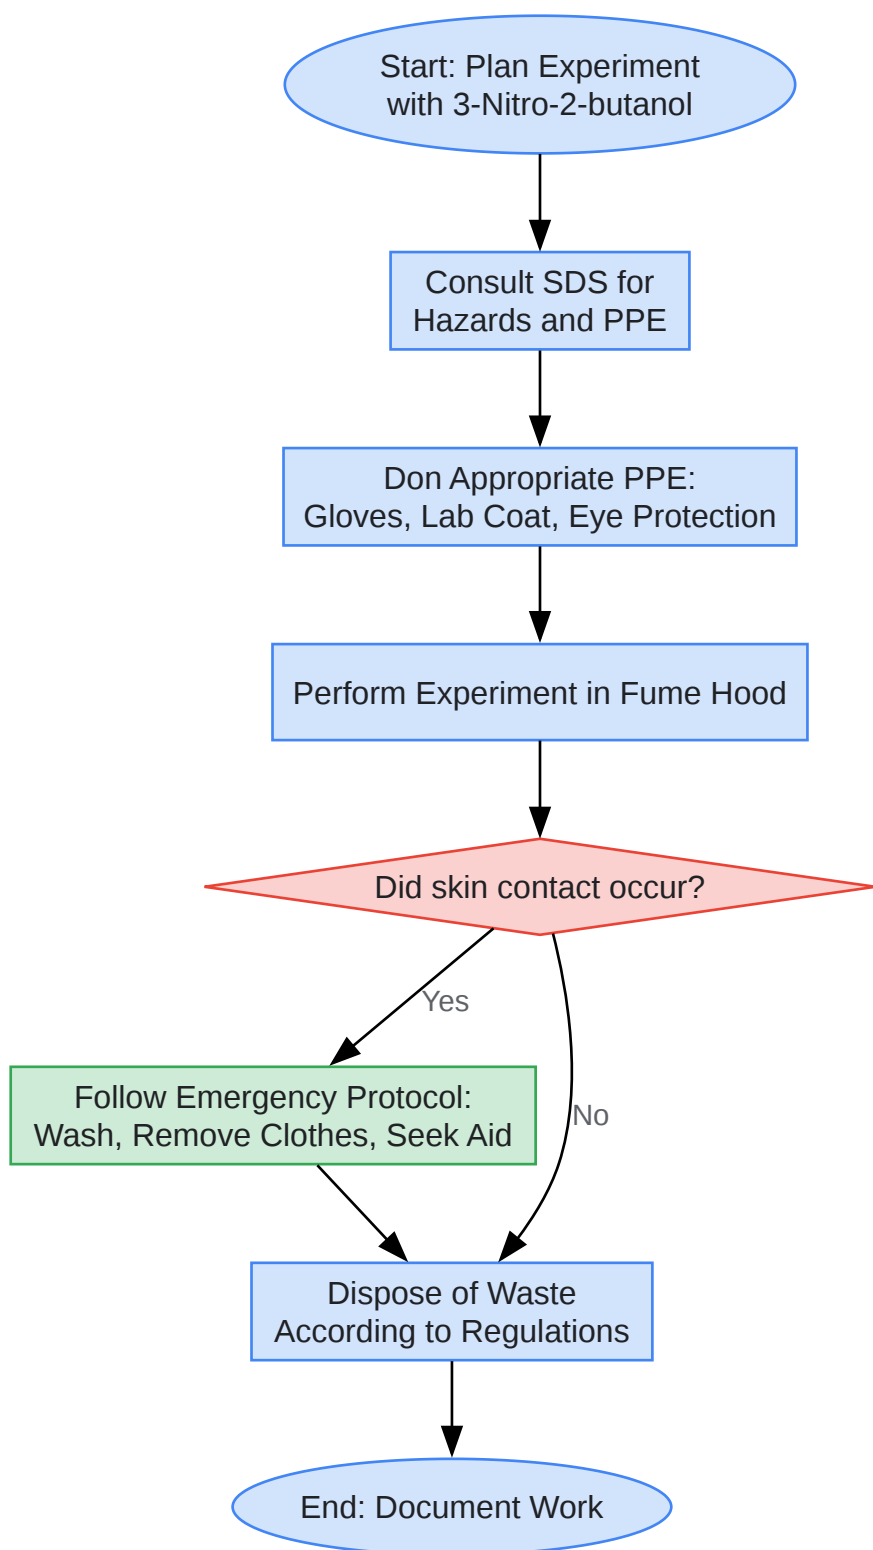 Start: Plan Experiment
with 3-Nitro-2-butanol
Consult SDS for
Hazards and PPE
Don Appropriate PPE:
Gloves, Lab Coat, Eye Protection
Perform Experiment in Fume Hood
Did skin contact occur?
Yes
Follow Emergency Protocol:
Wash, Remove Clothes, Seek Aid
No
Dispose of Waste
According to Regulations
End: Document Work